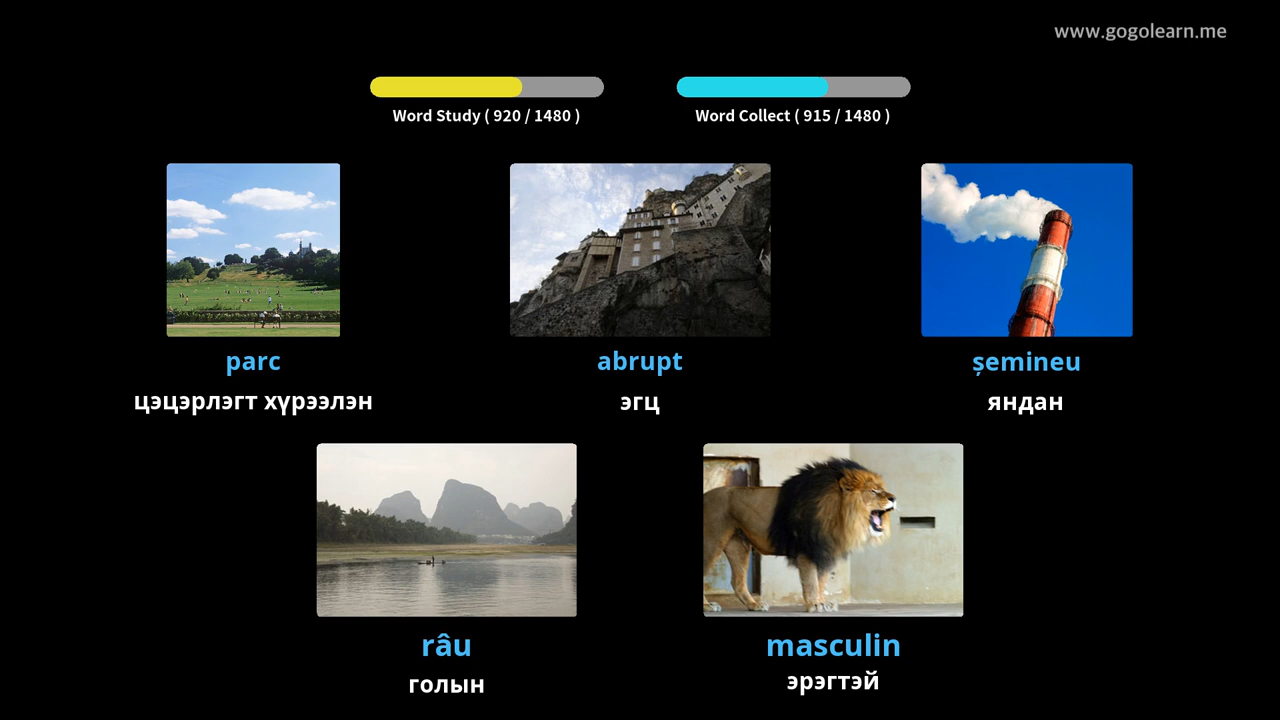 www.gogolearn.me
Word Study ( 920 / 1480 )
Word Collect ( 915 / 1480 )
parc
abrupt
șemineu
цэцэрлэгт хүрээлэн
эгц
яндан
râu
masculin
голын
эрэгтэй